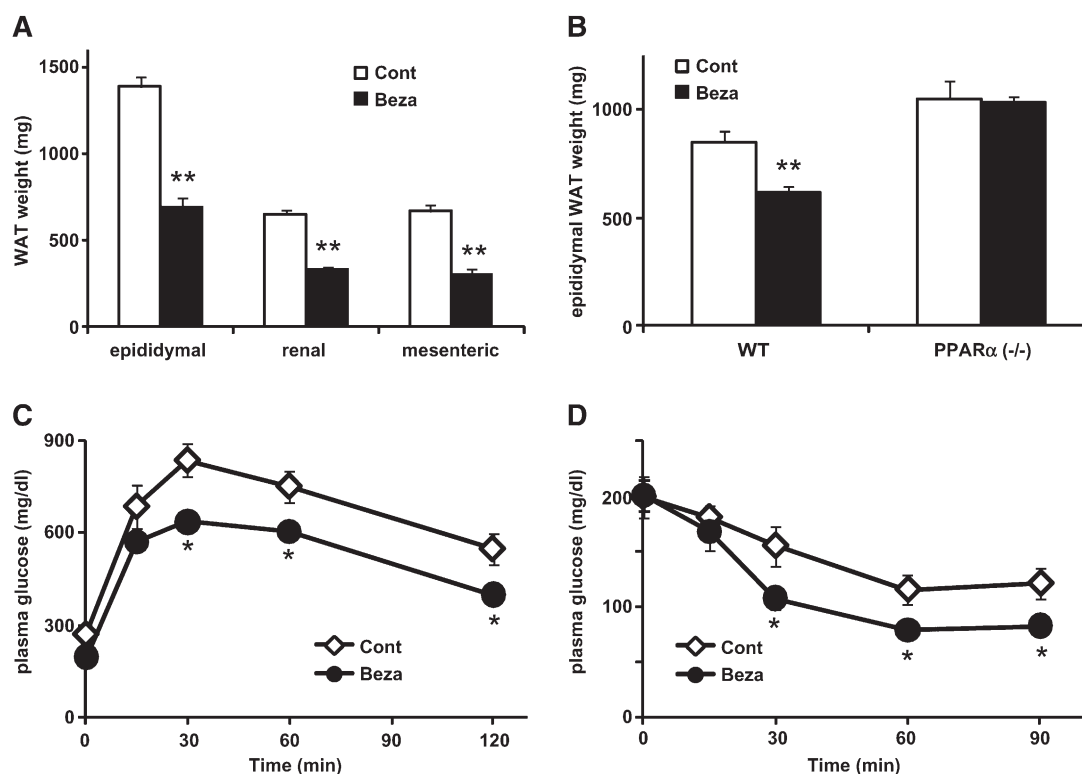 A
WAT weight (mg)
1500
1000
500
0
Cont
Beza
**
**
**
epididymal renal mesenteric
B
epididymal WAT weight (mg)
1000
500
0
Cont
Beza
**
WT PPARα (-/-)
C
plasma glucose (mg/dl)
900
600
300
0
* * *
Cont
Beza
0 30 60 90 120
Time (min)
D
plasma glucose (mg/dl)
200
100
0
* * *
Cont
Beza
0 30 60 90
Time (min)